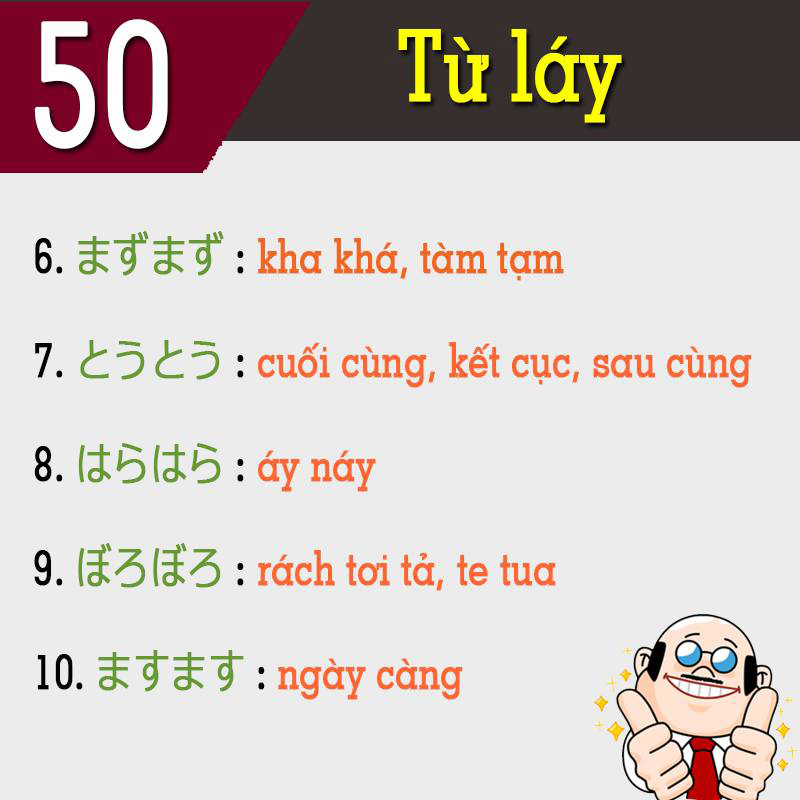 50
Từ láy
6. まずまず : kha khá, tàm tạm
7. とうとう : cuối cùng, kết cục, sau cùng
8. はらはら : áy náy
9. ぼろぼろ : rách tơi tả, te tua
10. ますます : ngày càng